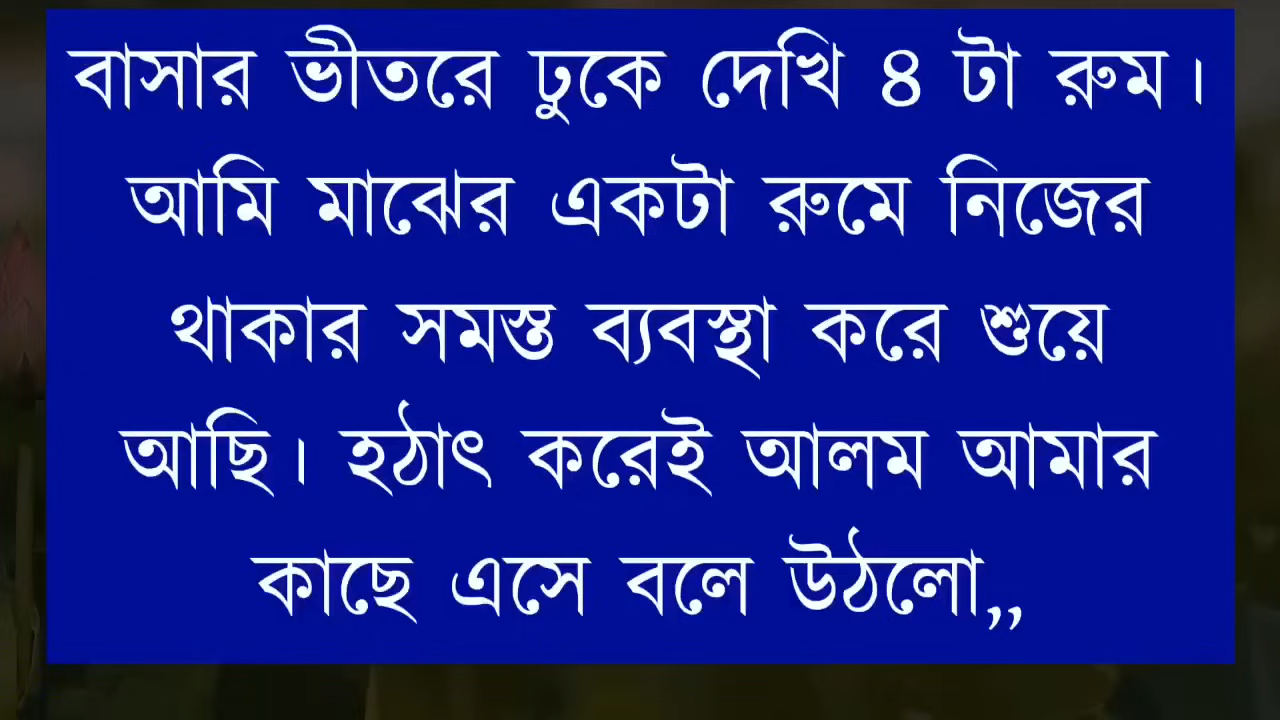 বাসার ভীতরে ঢুকে দেখি ৪ টা রুম।
আমি মাঝের একটা রুমে নিজের
থাকার সমস্ত ব্যবস্থা করে শুয়ে
আছি। হঠাৎ করেই আলম আমার
কাছে এসে বলে উঠলো,,